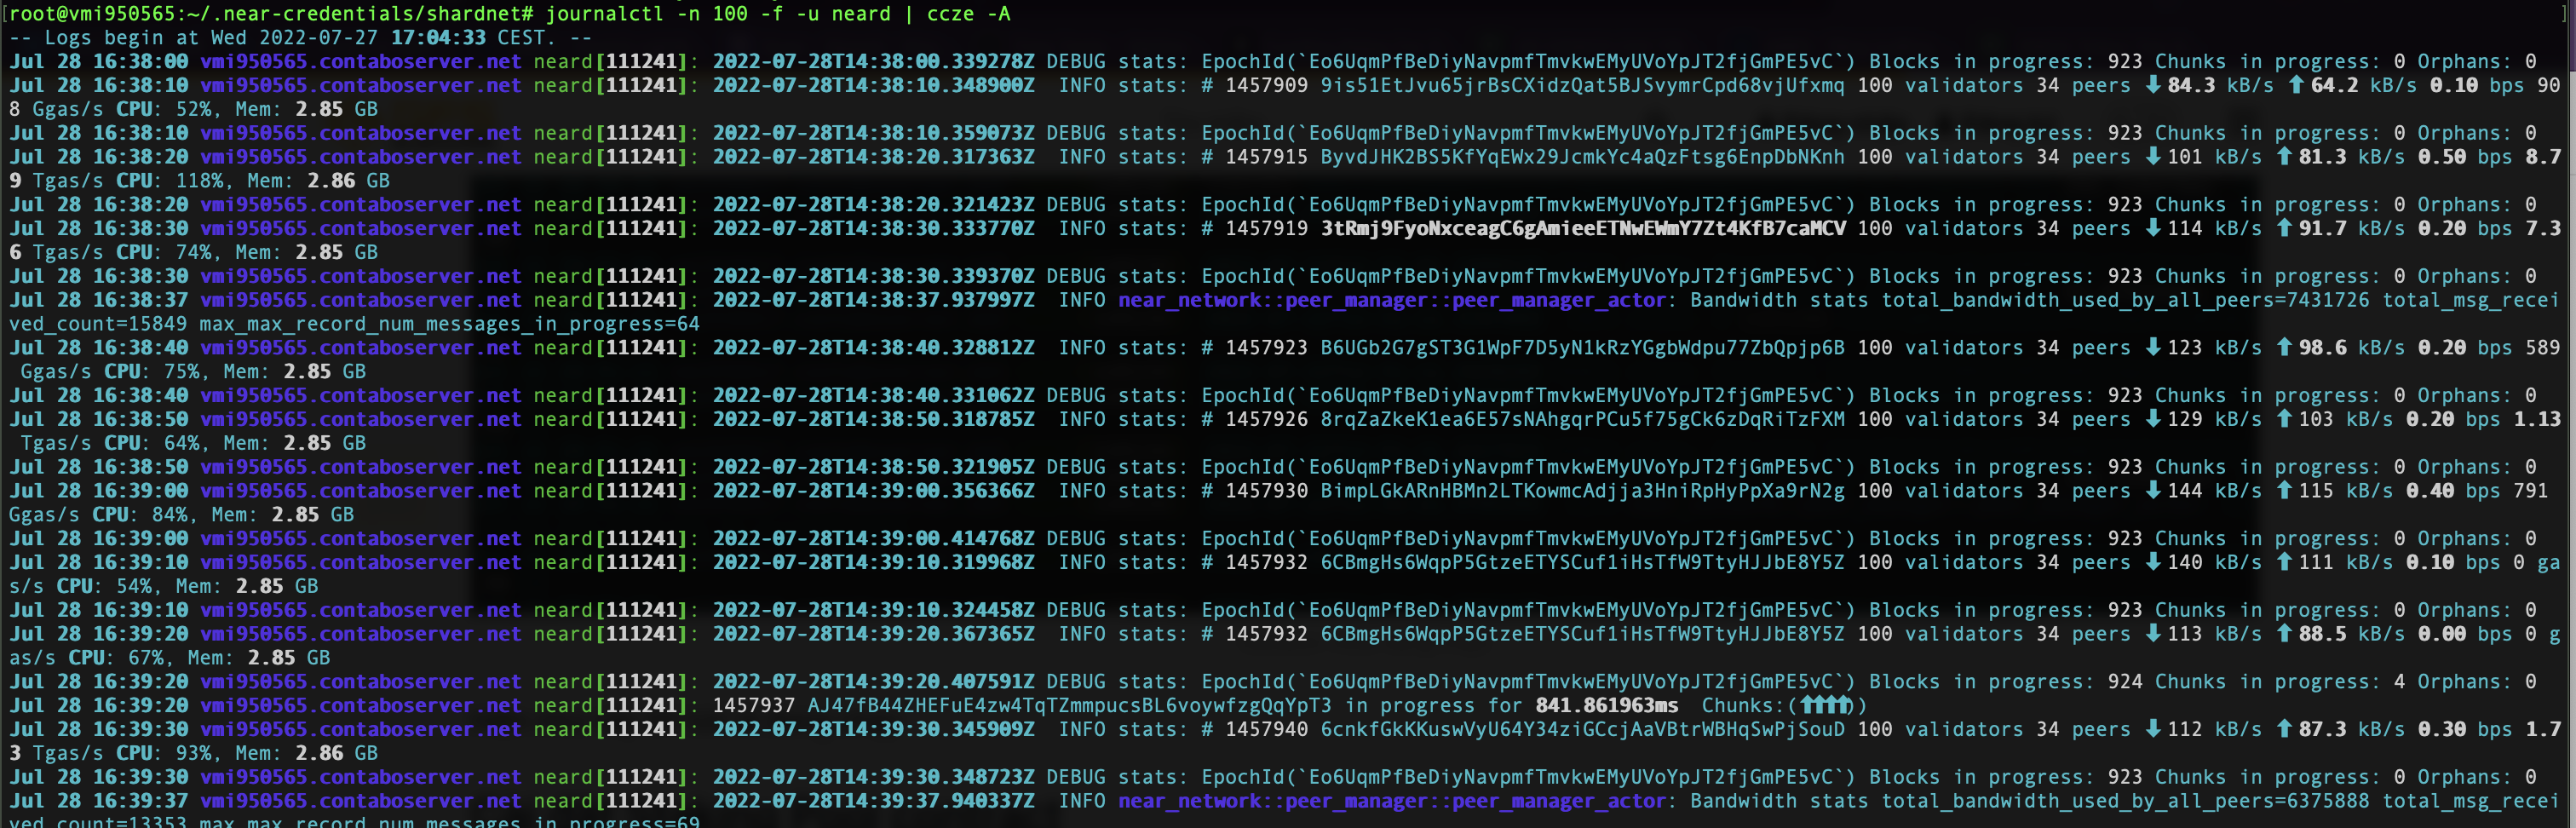 [root@vmi950565:~/.near-credentials/shardnet# journalctl -n 100 -f -u neard | ccze -A ]
-- Logs begin at Wed 2022-07-27 17:04:33 CEST. --
Jul 28 16:38:00 vmi950565.contaboserver.net neard[111241]: 2022-07-28T14:38:00.339278Z DEBUG stats: EpochId(`Eo6UqmPfBeDiyNavpmfTmvkwEMyUVoYpJT2fjGmPE5vC`) Blocks in progress: 923 Chunks in progress: 0 Orphans: 0
Jul 28 16:38:10 vmi950565.contaboserver.net neard[111241]: 2022-07-28T14:38:10.348900Z  INFO stats: # 1457909 9is51EtJvu65jrBsCXidzQat5BJSvymrCpd68vjUfxmq 100 validators 34 peers ⬇ 84.3 kB/s ⬆ 64.2 kB/s 0.10 bps 90
8 Ggas/s CPU: 52%, Mem: 2.85 GB
Jul 28 16:38:10 vmi950565.contaboserver.net neard[111241]: 2022-07-28T14:38:10.359073Z DEBUG stats: EpochId(`Eo6UqmPfBeDiyNavpmfTmvkwEMyUVoYpJT2fjGmPE5vC`) Blocks in progress: 923 Chunks in progress: 0 Orphans: 0
Jul 28 16:38:20 vmi950565.contaboserver.net neard[111241]: 2022-07-28T14:38:20.317363Z  INFO stats: # 1457915 ByvdJHK2BS5KfYqEWx29JcmkYc4aQzFtsg6EnpDbNKnh 100 validators 34 peers ⬇ 101 kB/s ⬆ 81.3 kB/s 0.50 bps 8.7
9 Tgas/s CPU: 118%, Mem: 2.86 GB
Jul 28 16:38:20 vmi950565.contaboserver.net neard[111241]: 2022-07-28T14:38:20.321423Z DEBUG stats: EpochId(`Eo6UqmPfBeDiyNavpmfTmvkwEMyUVoYpJT2fjGmPE5vC`) Blocks in progress: 923 Chunks in progress: 0 Orphans: 0
Jul 28 16:38:30 vmi950565.contaboserver.net neard[111241]: 2022-07-28T14:38:30.333770Z  INFO stats: # 1457919 3tRmj9FyoNxceagC6gAmieeETNwEWmY7Zt4KfB7caMCV 100 validators 34 peers ⬇ 114 kB/s ⬆ 91.7 kB/s 0.20 bps 7.3
6 Tgas/s CPU: 74%, Mem: 2.85 GB
Jul 28 16:38:30 vmi950565.contaboserver.net neard[111241]: 2022-07-28T14:38:30.339370Z DEBUG stats: EpochId(`Eo6UqmPfBeDiyNavpmfTmvkwEMyUVoYpJT2fjGmPE5vC`) Blocks in progress: 923 Chunks in progress: 0 Orphans: 0
Jul 28 16:38:37 vmi950565.contaboserver.net neard[111241]: 2022-07-28T14:38:37.937997Z  INFO near_network::peer_manager::peer_manager_actor: Bandwidth stats total_bandwidth_used_by_all_peers=7431726 total_msg_recei
ved_count=15849 max_max_record_num_messages_in_progress=64
Jul 28 16:38:40 vmi950565.contaboserver.net neard[111241]: 2022-07-28T14:38:40.328812Z  INFO stats: # 1457923 B6UGb2G7gST3G1WpF7D5yN1kRzYGgbWdpu77ZbQpjp6B 100 validators 34 peers ⬇ 123 kB/s ⬆ 98.6 kB/s 0.20 bps 589
 Ggas/s CPU: 75%, Mem: 2.85 GB
Jul 28 16:38:40 vmi950565.contaboserver.net neard[111241]: 2022-07-28T14:38:40.331062Z DEBUG stats: EpochId(`Eo6UqmPfBeDiyNavpmfTmvkwEMyUVoYpJT2fjGmPE5vC`) Blocks in progress: 923 Chunks in progress: 0 Orphans: 0
Jul 28 16:38:50 vmi950565.contaboserver.net neard[111241]: 2022-07-28T14:38:50.318785Z  INFO stats: # 1457926 8rqZaZkeK1ea6E57sNAhgqrPCu5f75gCk6zDqRiTzFXM 100 validators 34 peers ⬇ 129 kB/s ⬆ 103 kB/s 0.20 bps 1.13
 Tgas/s CPU: 64%, Mem: 2.85 GB
Jul 28 16:38:50 vmi950565.contaboserver.net neard[111241]: 2022-07-28T14:38:50.321905Z DEBUG stats: EpochId(`Eo6UqmPfBeDiyNavpmfTmvkwEMyUVoYpJT2fjGmPE5vC`) Blocks in progress: 923 Chunks in progress: 0 Orphans: 0
Jul 28 16:39:00 vmi950565.contaboserver.net neard[111241]: 2022-07-28T14:39:00.356366Z  INFO stats: # 1457930 BimpLGkARnHBMn2LTKowmcAdjja3HniRpHyPpXa9rN2g 100 validators 34 peers ⬇ 144 kB/s ⬆ 115 kB/s 0.40 bps 791
Ggas/s CPU: 84%, Mem: 2.85 GB
Jul 28 16:39:00 vmi950565.contaboserver.net neard[111241]: 2022-07-28T14:39:00.414768Z DEBUG stats: EpochId(`Eo6UqmPfBeDiyNavpmfTmvkwEMyUVoYpJT2fjGmPE5vC`) Blocks in progress: 923 Chunks in progress: 0 Orphans: 0
Jul 28 16:39:10 vmi950565.contaboserver.net neard[111241]: 2022-07-28T14:39:10.319968Z  INFO stats: # 1457932 6CBmgHs6WqpP5GtzeETYSCuf1iHsTfW9TtyHJJbE8Y5Z 100 validators 34 peers ⬇ 140 kB/s ⬆ 111 kB/s 0.10 bps 0 ga
s/s CPU: 54%, Mem: 2.85 GB
Jul 28 16:39:10 vmi950565.contaboserver.net neard[111241]: 2022-07-28T14:39:10.324458Z DEBUG stats: EpochId(`Eo6UqmPfBeDiyNavpmfTmvkwEMyUVoYpJT2fjGmPE5vC`) Blocks in progress: 923 Chunks in progress: 0 Orphans: 0
Jul 28 16:39:20 vmi950565.contaboserver.net neard[111241]: 2022-07-28T14:39:20.367365Z  INFO stats: # 1457932 6CBmgHs6WqpP5GtzeETYSCuf1iHsTfW9TtyHJJbE8Y5Z 100 validators 34 peers ⬇ 113 kB/s ⬆ 88.5 kB/s 0.00 bps 0 g
as/s CPU: 67%, Mem: 2.85 GB
Jul 28 16:39:20 vmi950565.contaboserver.net neard[111241]: 2022-07-28T14:39:20.407591Z DEBUG stats: EpochId(`Eo6UqmPfBeDiyNavpmfTmvkwEMyUVoYpJT2fjGmPE5vC`) Blocks in progress: 924 Chunks in progress: 4 Orphans: 0
Jul 28 16:39:20 vmi950565.contaboserver.net neard[111241]: 1457937 AJ47fB44ZHEFuE4zw4TqTZmmpucsBL6voywfzgQqYpT3 in progress for 841.861963ms  Chunks:(⬆⬆⬆⬆))
Jul 28 16:39:30 vmi950565.contaboserver.net neard[111241]: 2022-07-28T14:39:30.345909Z  INFO stats: # 1457940 6cnkfGkKKuswVyU64Y34ziGCcjAaVBtrWBHqSwPjSouD 100 validators 34 peers ⬇ 112 kB/s ⬆ 87.3 kB/s 0.30 bps 1.7
3 Tgas/s CPU: 93%, Mem: 2.86 GB
Jul 28 16:39:30 vmi950565.contaboserver.net neard[111241]: 2022-07-28T14:39:30.348723Z DEBUG stats: EpochId(`Eo6UqmPfBeDiyNavpmfTmvkwEMyUVoYpJT2fjGmPE5vC`) Blocks in progress: 923 Chunks in progress: 0 Orphans: 0
Jul 28 16:39:37 vmi950565.contaboserver.net neard[111241]: 2022-07-28T14:39:37.940337Z  INFO near_network::peer_manager::peer_manager_actor: Bandwidth stats total_bandwidth_used_by_all_peers=6375888 total_msg_recei
ved_count=13353 max_max_record_num_messages_in_progress=69